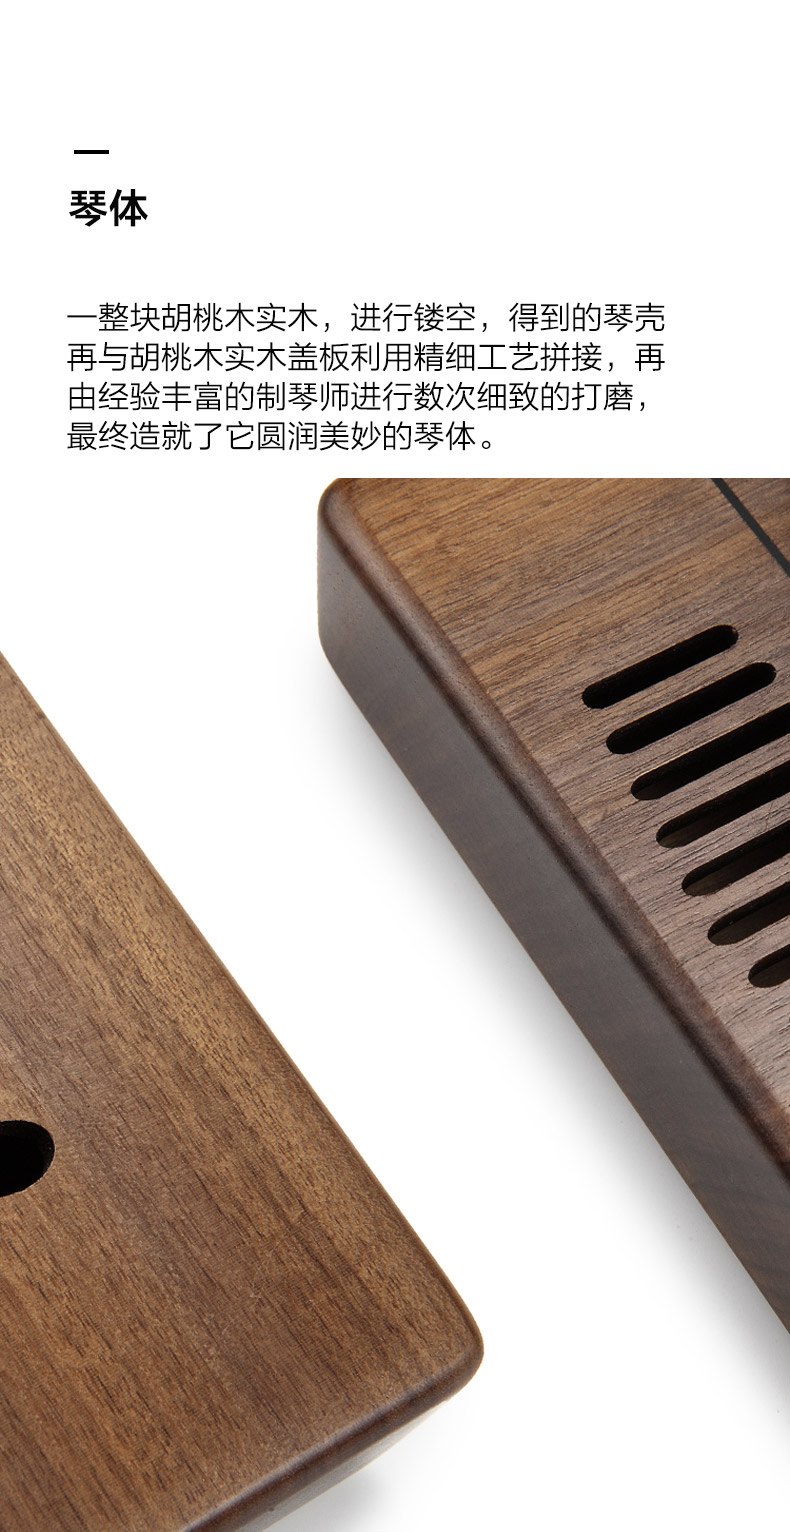 琴体
一整块胡桃木实木，进行镂空，得到的琴壳
再与胡桃木实木盖板利用精细工艺拼接，再
由经验丰富的制琴师进行数次细致的打磨，
最终造就了它圆润美妙的琴体。